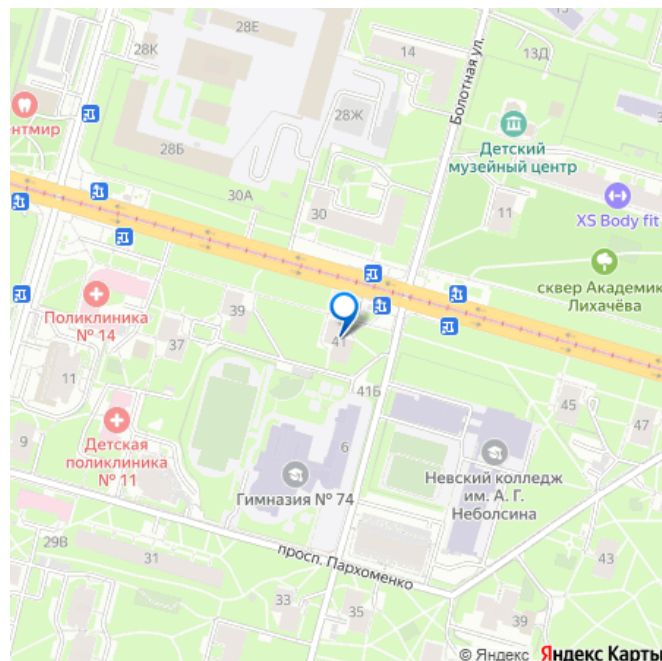 28Е
28К
14
Болотная ул.
13Д
нтмир
28Ж
28Б
Детский
музейный центр
30А
30
11
XS Body fit
сквер Академик
Лихачёва
Поликлиника
№ 14
39
37
41
11
41Б
45
47
Детская
поликлиника
№ 11
9
6
Гимназия № 74
Невский колледж
им. А. Г.
Неболсина
29В
31
просп. Пархоменко
43
33
35
39
© Яндекс Яндекс Карты